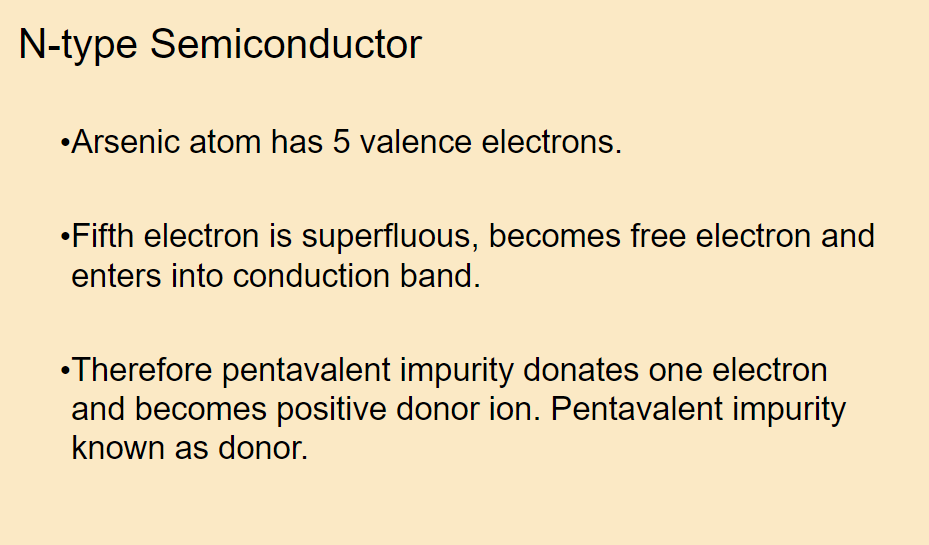 N-type Semiconductor
•Arsenic atom has 5 valence electrons.
•Fifth electron is superfluous, becomes free electron and
enters into conduction band.
•Therefore pentavalent impurity donates one electron
and becomes positive donor ion. Pentavalent impurity
known as donor.